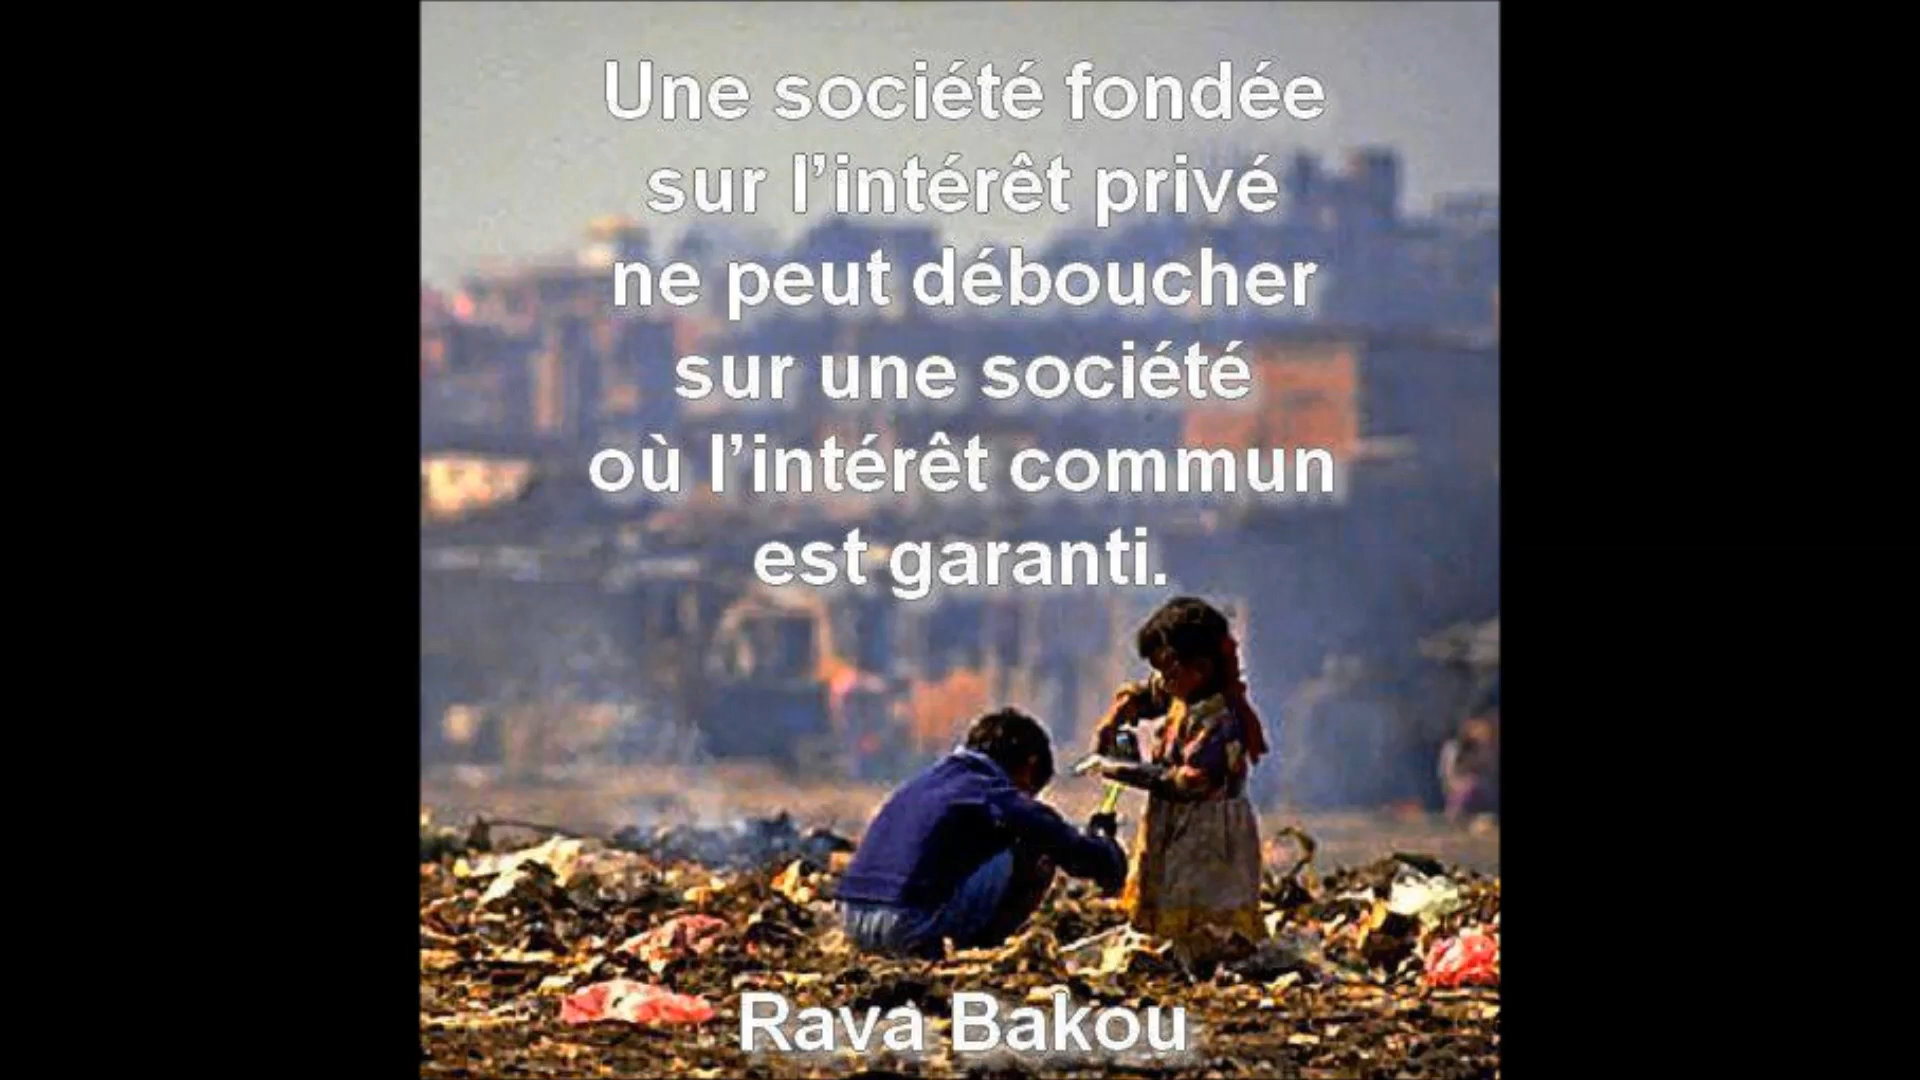 Une société fondée
sur l’intérêt privé
ne peut déboucher
sur une société
où l’intérêt commun
est garanti.
Rava Bakou